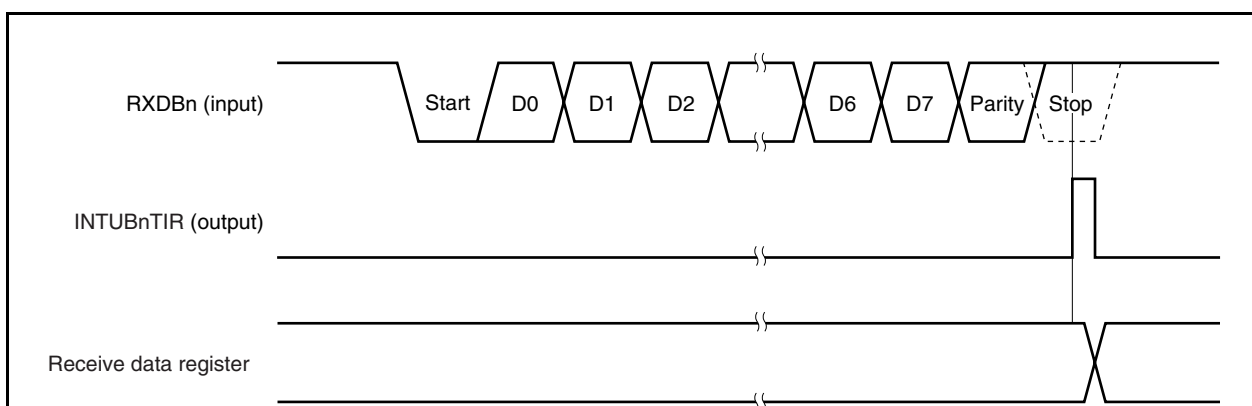 RXDBn (input)
Start D0 D1 D2 D6 D7 Parity Stop
INTUBnTIR (output)
Receive data register